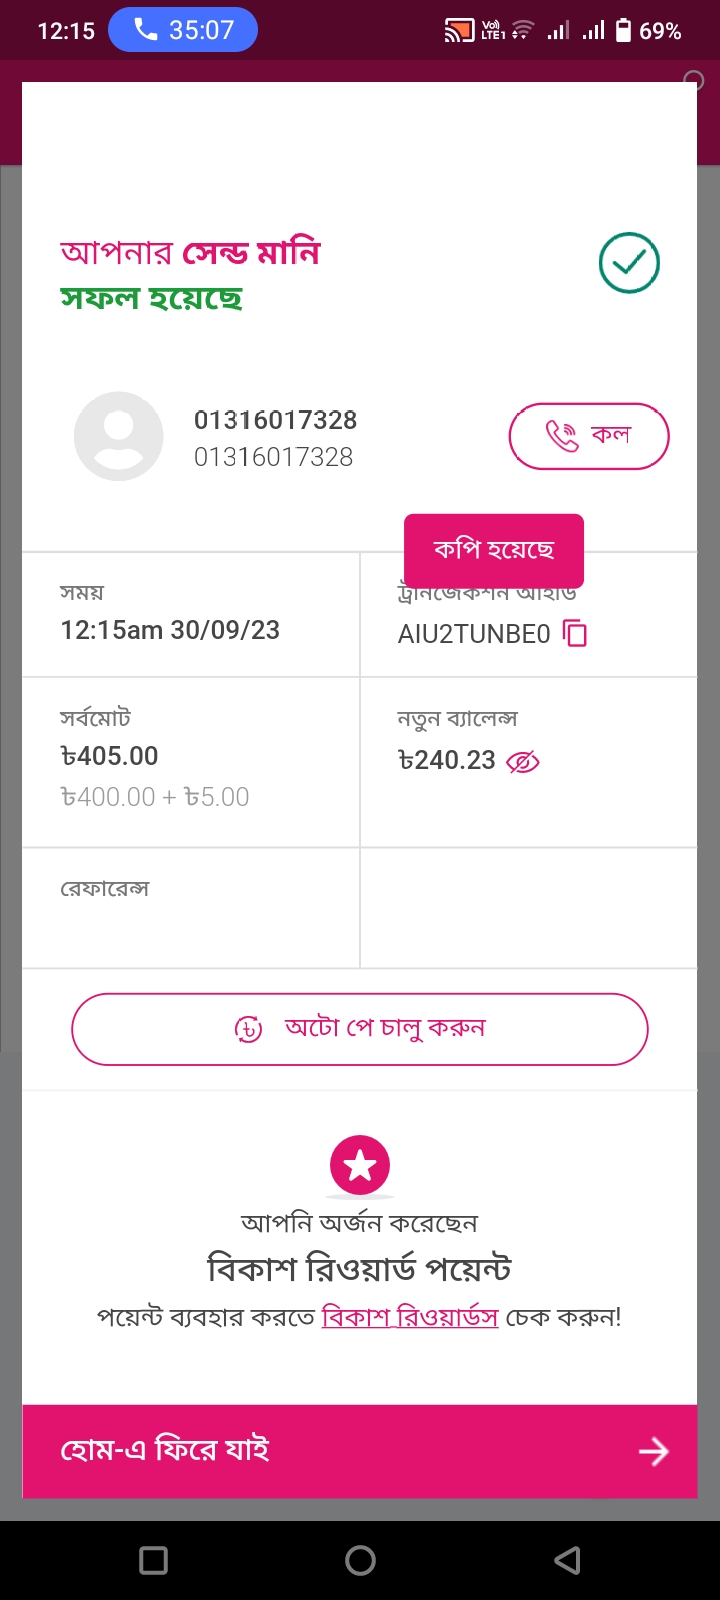 12:15 35:07 Vo) LTE1 69%
আপনার সেন্ড মানি
সফল হয়েছে
01316017328
01316017328
কল
কপি হয়েছে
সময়
12:15am 30/09/23
ট্রানজেকশন আইডি
AIU2TUNBE0
সর্বমোট
৳405.00
৳400.00 + ৳5.00
নতুন ব্যালেন্স
৳240.23
রেফারেন্স
অটো পে চালু করুন
আপনি অর্জন করেছেন
বিকাশ রিওয়ার্ড পয়েন্ট
পয়েন্ট ব্যবহার করতে বিকাশ রিওয়ার্ডস চেক করুন!
হোম-এ ফিরে যাই